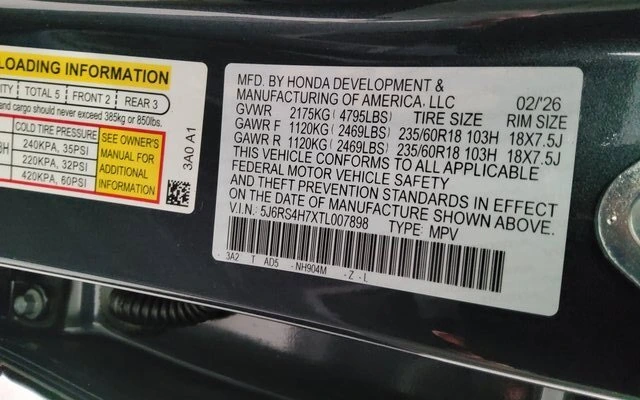 LOADING INFORMATION
TOTAL 5 FRONT 2 REAR 3
and cargo should never exceed 385kg or 850lbs.
COLD TIRE PRESSURE
240KPA, 35PSI
220KPA, 32PSI
420KPA, 60PSI
SEE OWNER'S
MANUAL FOR
ADDITIONAL
INFORMATION
3A0 A1
MFD. BY HONDA DEVELOPMENT &
MANUFACTURING OF AMERICA, LLC 02/'26
GVWR 2175KG( 4795LBS) TIRE SIZE RIM SIZE
GAWR F 1120KG( 2469LBS) 235/60R18 103H 18X7.5J
GAWR R 1120KG( 2469LBS) 235/60R18 103H 18X7.5J
THIS VEHICLE CONFORMS TO ALL APPLICABLE
FEDERAL MOTOR VEHICLE SAFETY
AND THEFT PREVENTION STANDARDS IN EFFECT
ON THE DATE OF MANUFACTURE SHOWN ABOVE.
V.I.N.: 5J6RS4H7XTL007898 TYPE: MPV
3A2 T AD5 NH904M - Z - L